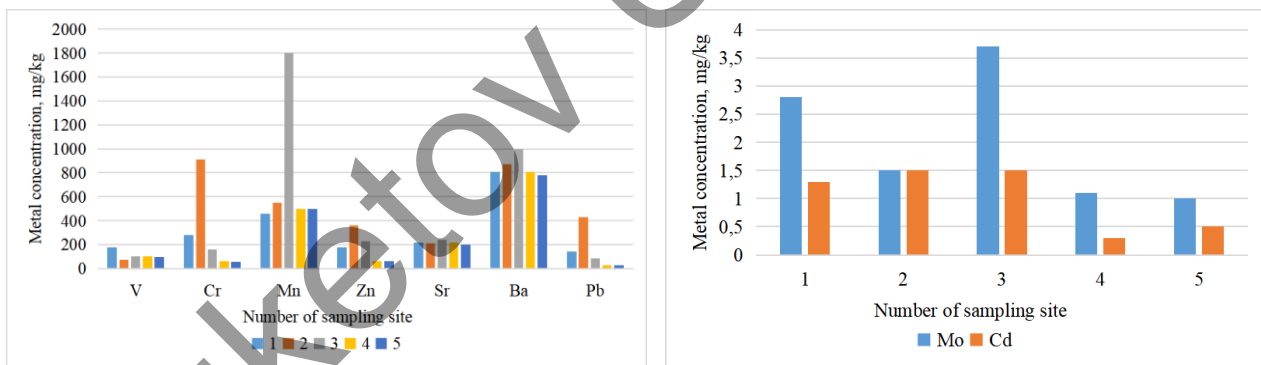 Metal concentration, mg/kg
2000
1800
1600
1400
1200
1000
800
600
400
200
0
V Cr Mn Zn Sr Ba Pb
Number of sampling site
1 2 3 4 5
Metal concentration, mg/kg
4
3,5
3
2,5
2
1,5
1
0,5
0
1 2 3 4 5
Number of sampling site
Mo Cd
ketov